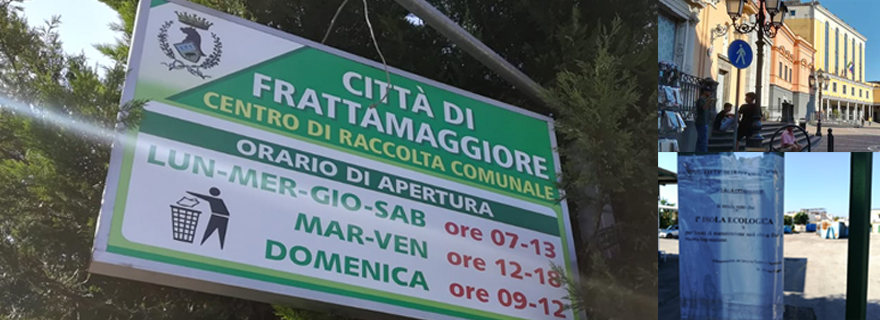 CITTÀ DI
FRATTAMAGGIORE
CENTRO DI RACCOLTA COMUNALE
ORARIO DI APERTURA
LUN-MER-GIO-SAB ore 07-13
MAR-VEN ore 12-18
DOMENICA ore 09-12
ISOLA ECOLOGICA